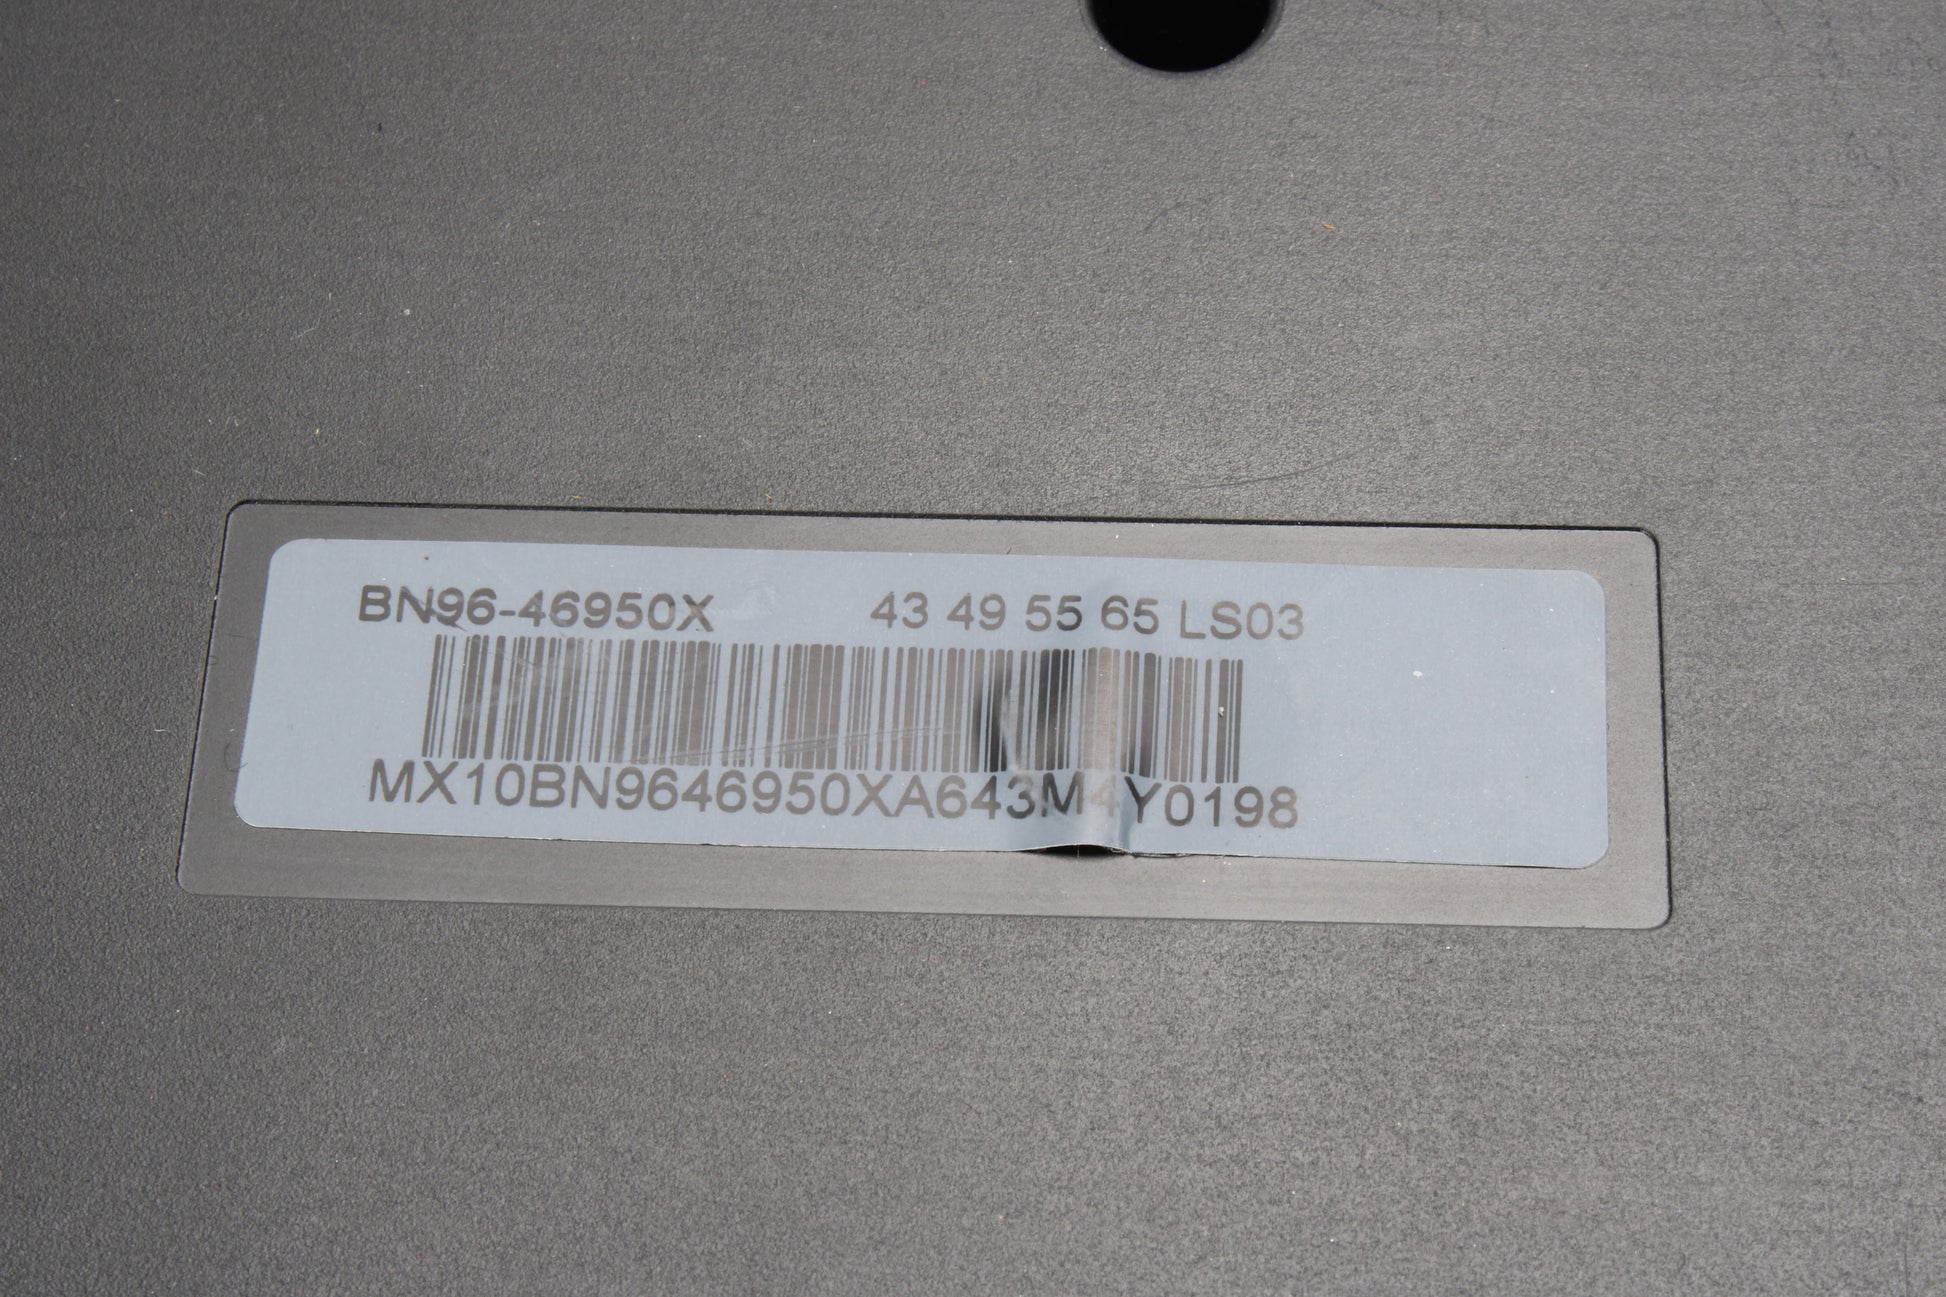 BN96-46950X 43 49 55 65 LS03
MX10BN9646950XA643M4Y0198